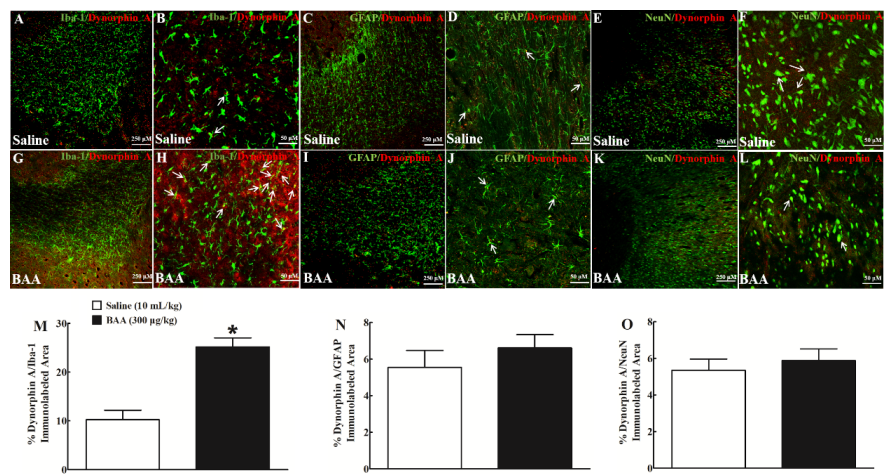 A Iba-1/Dynorphin A Saline 250 µM
B Iba-1/Dynorphin A Saline 50 µM
C GFAP/Dynorphin A Saline 250 µM
D GFAP/Dynorphin A Saline 50 µM
E NeuN/Dynorphin A Saline 250 µM
F NeuN/Dynorphin A Saline 50 µM
G Iba-1/Dynorphin A BAA 250 µM
H Iba-1/Dynorphin A BAA 50 µM
I GFAP/Dynorphin A BAA 250 µM
J GFAP/Dynorphin A BAA 50 µM
K NeuN/Dynorphin A BAA 250 µM
L NeuN/Dynorphin A BAA 50 µM
Saline (10 mL/kg)
BAA (300 µg/kg)
M
% Dynorphin A/Iba-1
Immunolabeled Area
30
20
10
0
*
N
% Dynorphin A/GFAP
Immunolabeled Area
8
6
4
2
0
O
% Dynorphin A/NeuN
Immunolabeled Area
8
6
4
2
0